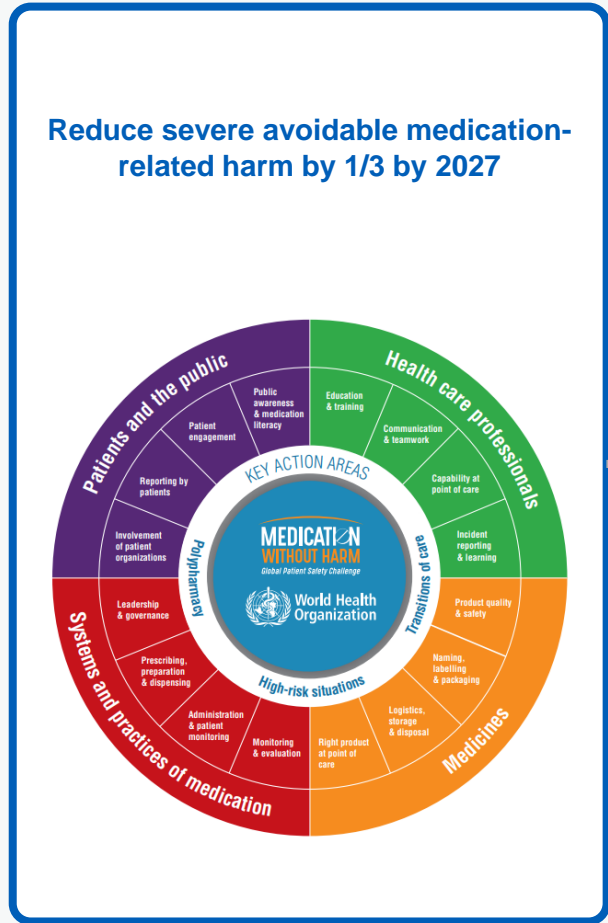 Reduce severe avoidable medication-
related harm by 1/3 by 2027
Patients and the public
Public
awareness
& medication
literacy
Patient
engagement
Reporting by
patients
Involvement
of patient
organizations
Health care professionals
Education
& training
Communication
& teamwork
Capability at
point of care
Incident
reporting
& learning
KEY ACTION AREAS
Polypharmacy
Transitions of care
High-risk situations
MEDICATION
WITHOUT HARM
Global Patient Safety Challenge
World Health
Organization
Systems and practices of medication
Leadership
& governance
Prescribing,
preparation
& dispensing
Administration
& patient
monitoring
Monitoring
& evaluation
Medicines
Product quality
& safety
Naming,
labelling
& packaging
Logistics,
storage
& disposal
Right product
at point of
care